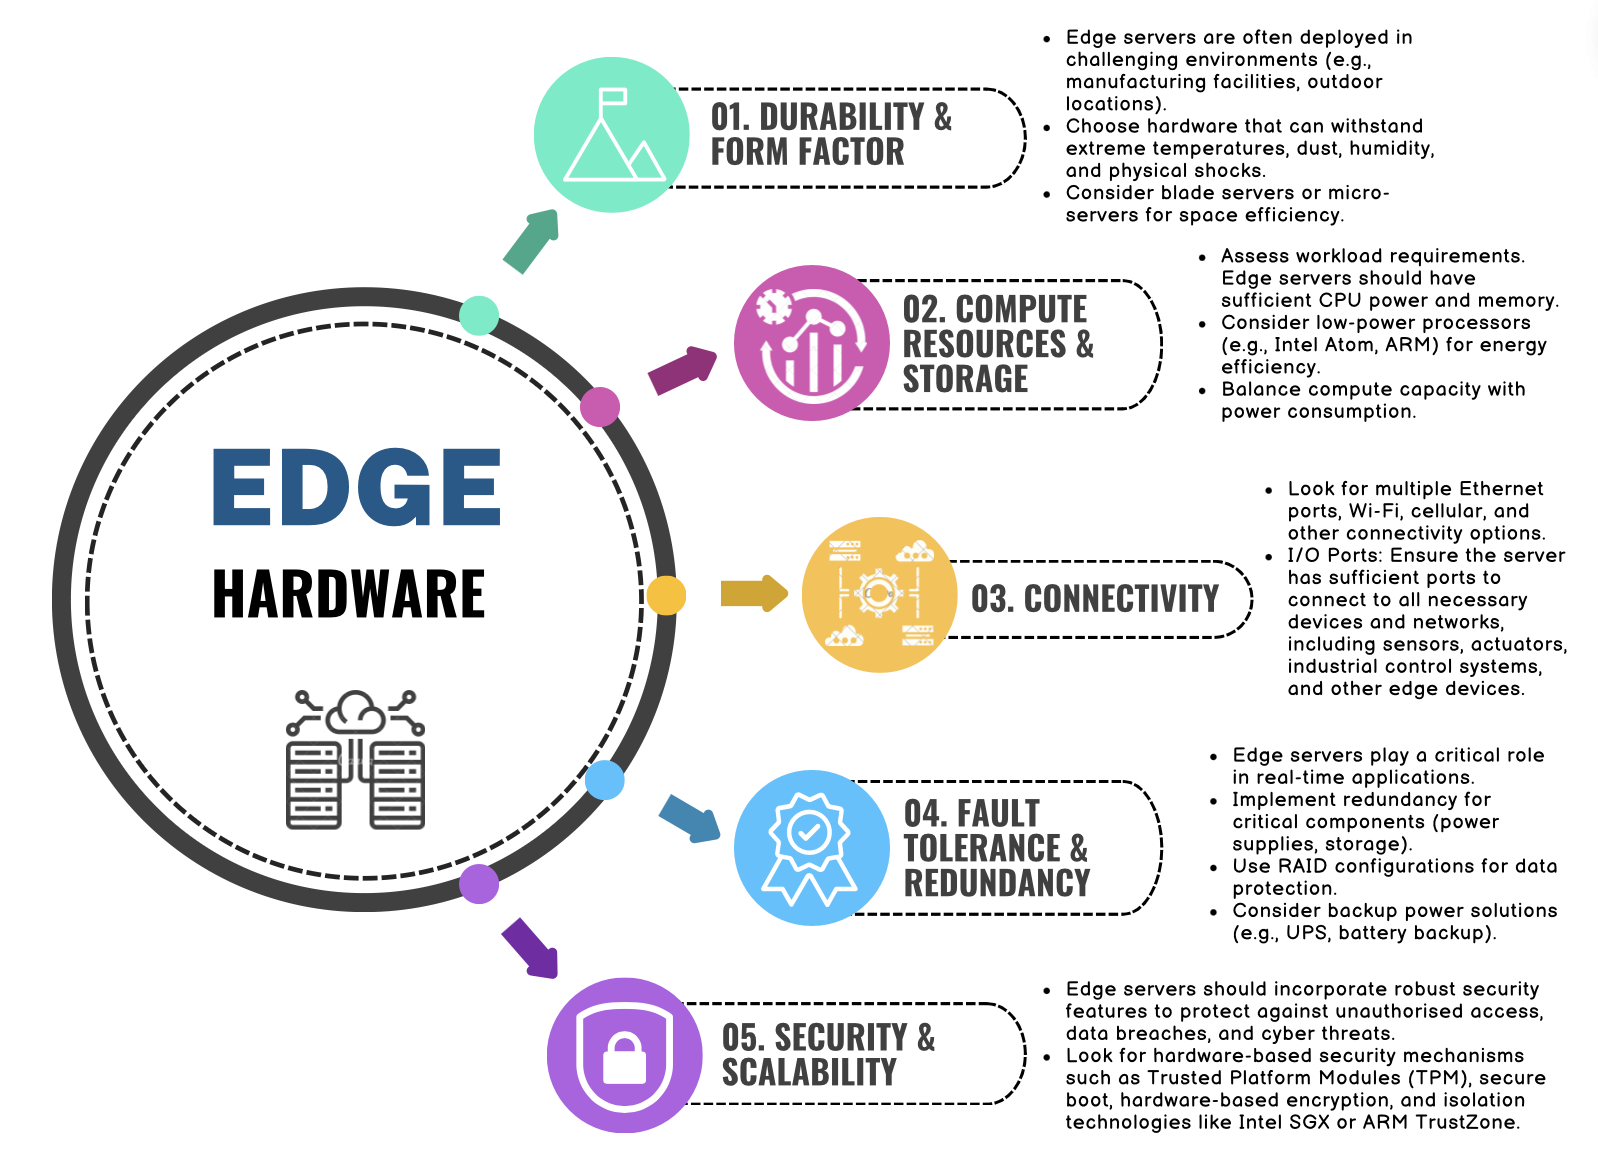 EDGE
HARDWARE
01. DURABILITY &
FORM FACTOR
• Edge servers are often deployed in
challenging environments (e.g.,
manufacturing facilities, outdoor
locations).
• Choose hardware that can withstand
extreme temperatures, dust, humidity,
and physical shocks.
• Consider blade servers or micro-
servers for space efficiency.
02. COMPUTE
RESOURCES &
STORAGE
• Assess workload requirements.
Edge servers should have
sufficient CPU power and memory.
• Consider low-power processors
(e.g., Intel Atom, ARM) for energy
efficiency.
• Balance compute capacity with
power consumption.
03. CONNECTIVITY
• Look for multiple Ethernet
ports, Wi-Fi, cellular, and
other connectivity options.
• I/O Ports: Ensure the server
has sufficient ports to
connect to all necessary
devices and networks,
including sensors, actuators,
industrial control systems,
and other edge devices.
04. FAULT
TOLERANCE &
REDUNDANCY
• Edge servers play a critical role
in real-time applications.
• Implement redundancy for
critical components (power
supplies, storage).
• Use RAID configurations for data
protection.
• Consider backup power solutions
(e.g., UPS, battery backup).
05. SECURITY &
SCALABILITY
• Edge servers should incorporate robust security
features to protect against unauthorised access,
data breaches, and cyber threats.
• Look for hardware-based security mechanisms
such as Trusted Platform Modules (TPM), secure
boot, hardware-based encryption, and isolation
technologies like Intel SGX or ARM TrustZone.